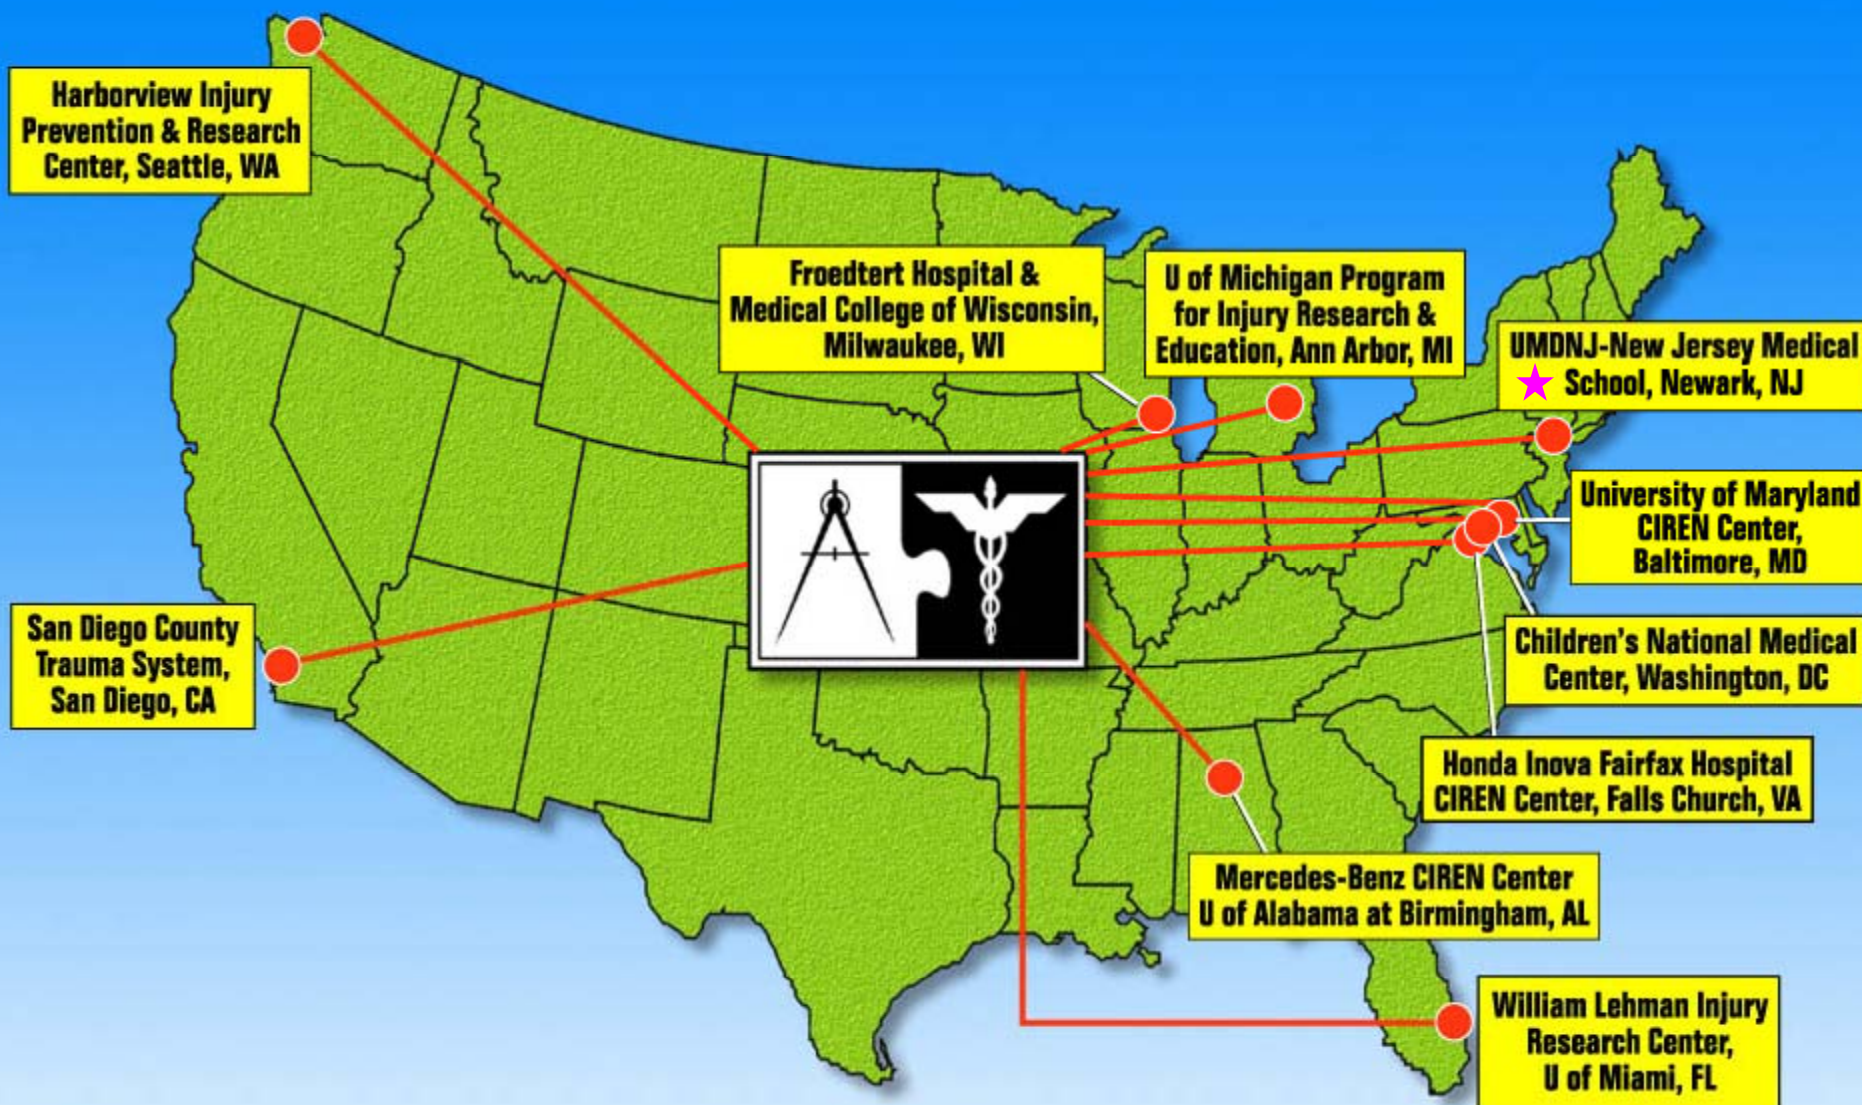 Harborview Injury
Prevention & Research
Center, Seattle, WA
Froedtert Hospital &
Medical College of Wisconsin,
Milwaukee, WI
U of Michigan Program
for Injury Research &
Education, Ann Arbor, MI
UMDNJ-New Jersey Medical
School, Newark, NJ
University of Maryland
CIREN Center,
Baltimore, MD
San Diego County
Trauma System,
San Diego, CA
Children's National Medical
Center, Washington, DC
Honda Inova Fairfax Hospital
CIREN Center, Falls Church, VA
Mercedes-Benz CIREN Center
U of Alabama at Birmingham, AL
William Lehman Injury
Research Center,
U of Miami, FL